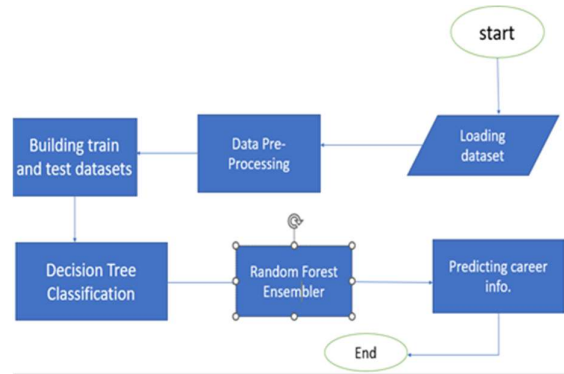 start
Loading
dataset
Data Pre-
Processing
Building train
and test datasets
Decision Tree
Classification
Random Forest
Ensembler
Predicting career
info.
End